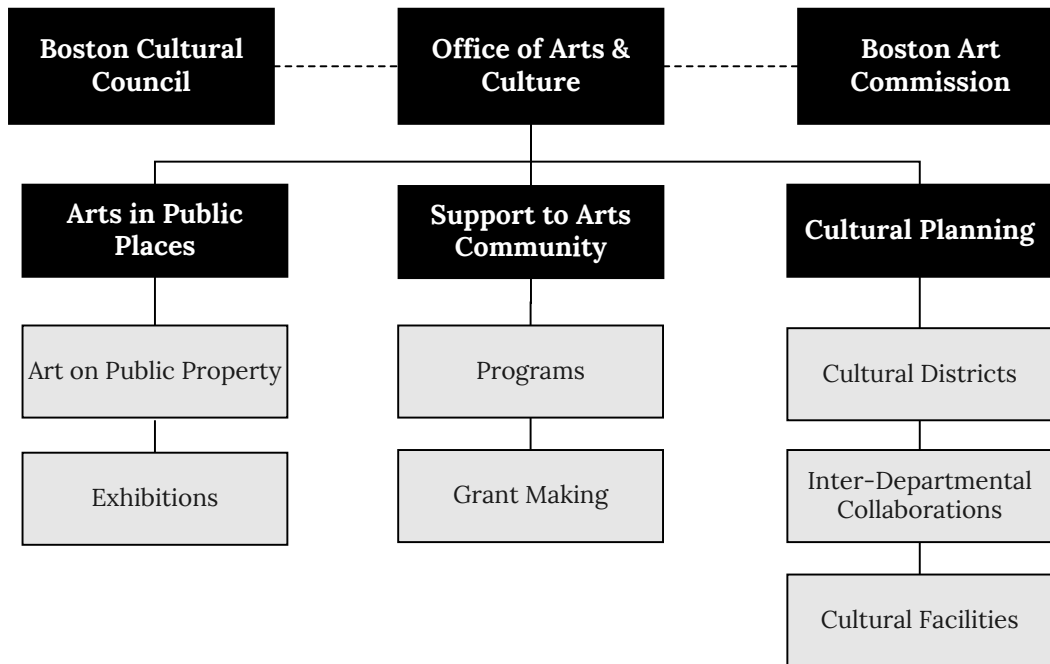 Boston Cultural
Council
Office of Arts &
Culture
Boston Art
Commission
Arts in Public
Places
Support to Arts
Community
Cultural Planning
Art on Public Property
Programs
Cultural Districts
Exhibitions
Grant Making
Inter-Departmental
Collaborations
Cultural Facilities